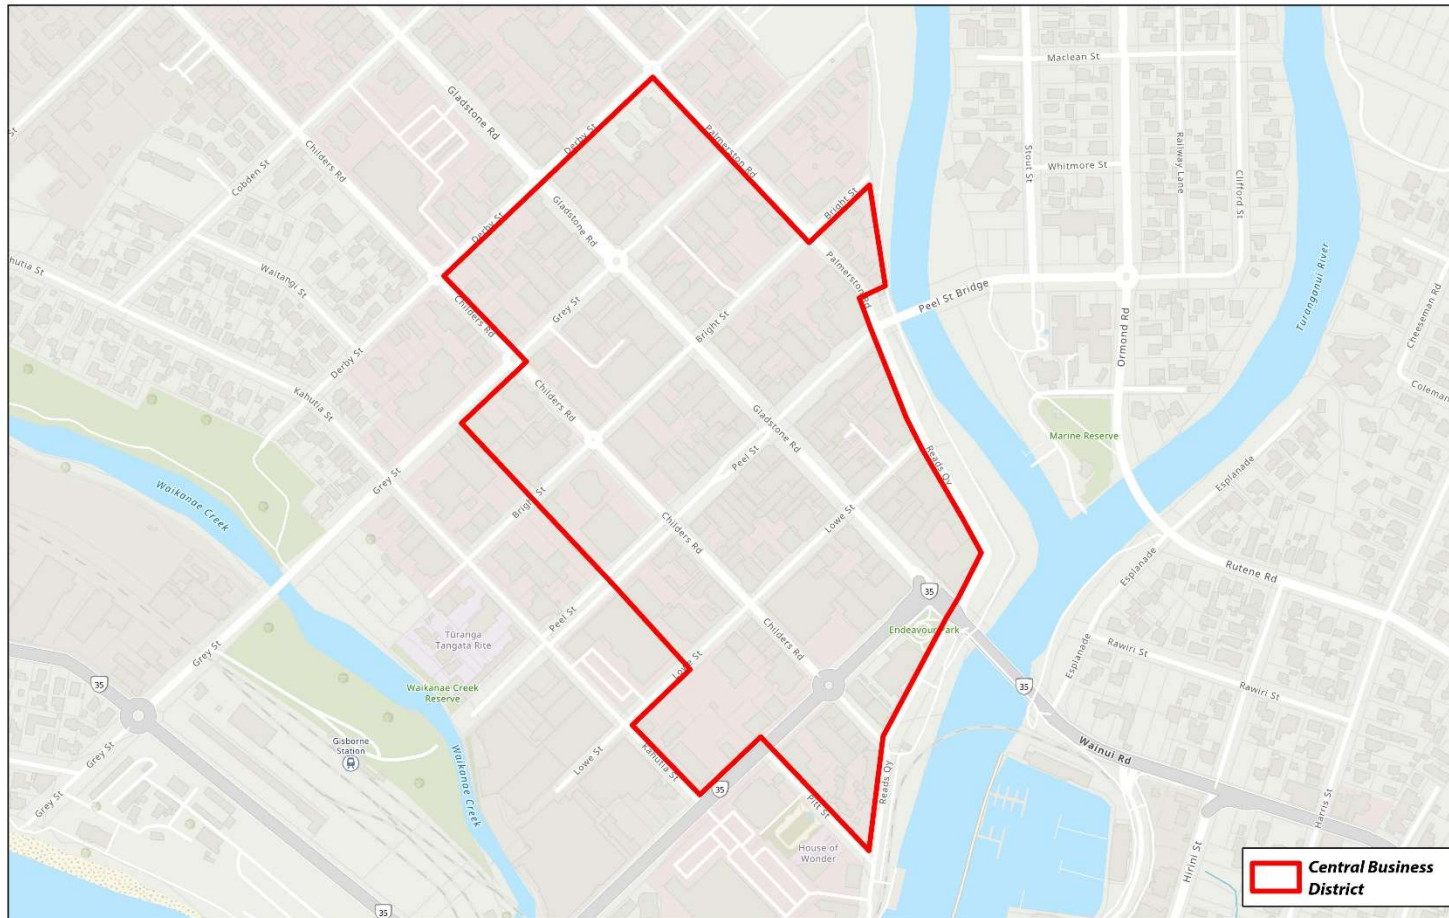 Maclean St
Gladstone Rd
Derby St
Palmerston Rd
Childers Rd
Cobden St
Whitmore St
Stout St
Railway Lane
Clifford St
Bright St
Gladstone Rd
Derby St
Waitangi St
Palmerston Rd
Turanganui River
Peel St Bridge
Childers Rd
Grey St
Bright St
Ormond Rd
Cheeseman Rd
Derby St
Kahutia St
Childers Rd
Gladstone Rd
Coleman
Marine Reserve
Reads Qy
Esplanade
Peel St
Grey St
Waikanae Creek
Bright St
Lowe St
Childers Rd
Esplanade
Rutene Rd
35
Peel St
Childers Rd
Endeavour Park
Tūranga
Tangata Rite
Grey St
Lowe St
Esplanade
Rawiri St
Rawiri St
35
35
Waikanae Creek
Reserve
Gisborne
Station
Grey St
Lowe St
Kahutia St
Wainui Rd
Waikanae Creek
35
Reads Qy
Pitt St
Grey St
Harris St
House of
Wonder
Hirini St
35
Central Business
District